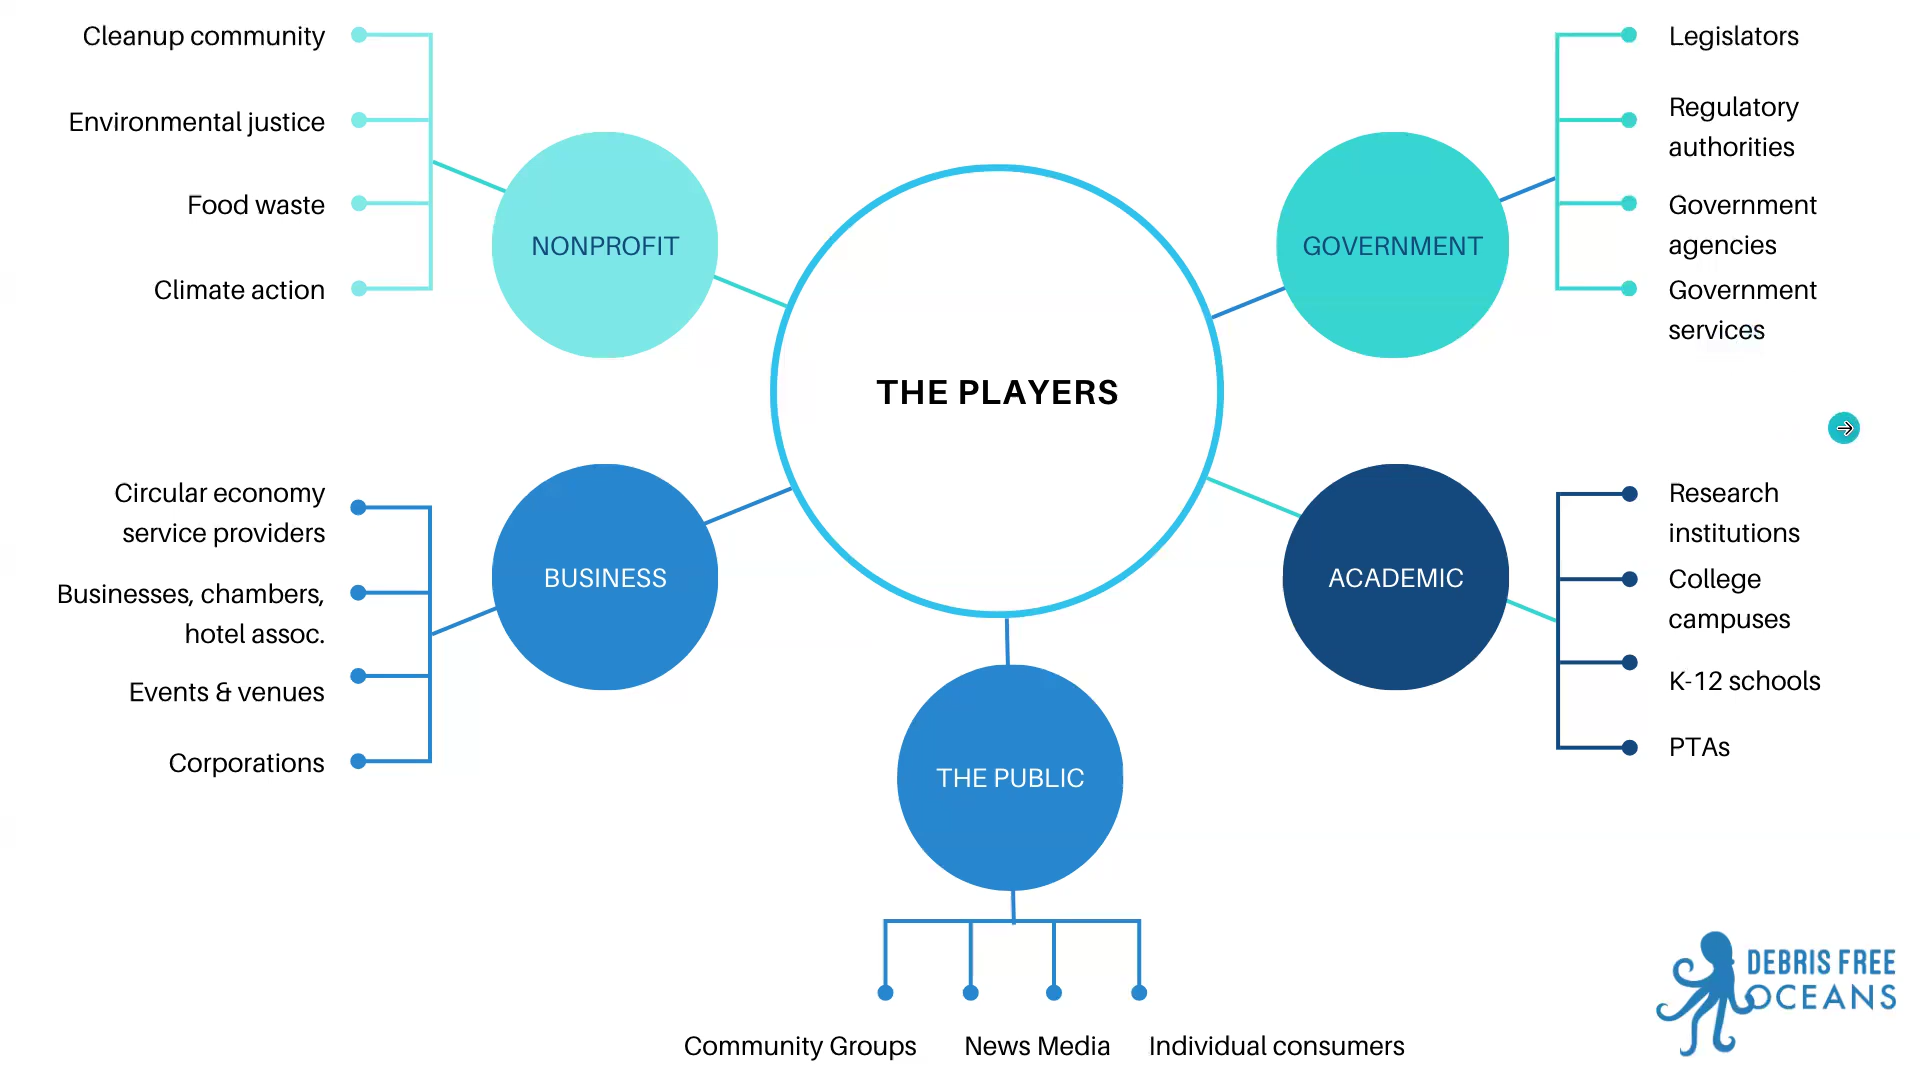 Cleanup community
Environmental justice
Food waste
Climate action
NONPROFIT
Legislators
Regulatory
authorities
Government
agencies
Government
services
GOVERNMENT
THE PLAYERS
Circular economy
service providers
Businesses, chambers,
hotel assoc.
Events & venues
Corporations
BUSINESS
Research
institutions
College
campuses
K-12 schools
PTAs
ACADEMIC
THE PUBLIC
Community Groups
News Media
Individual consumers
DEBRIS FREE
OCEANS